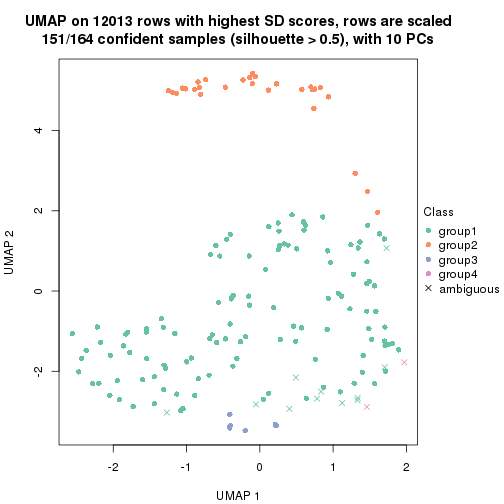 UMAP on 12013 rows with highest SD scores, rows are scaled
151/164 confident samples (silhouette > 0.5), with 10 PCs
UMAP 2
4
2
0
-2
-2
-1
0
1
2
UMAP 1
Class
group1
group2
group3
group4
ambiguous